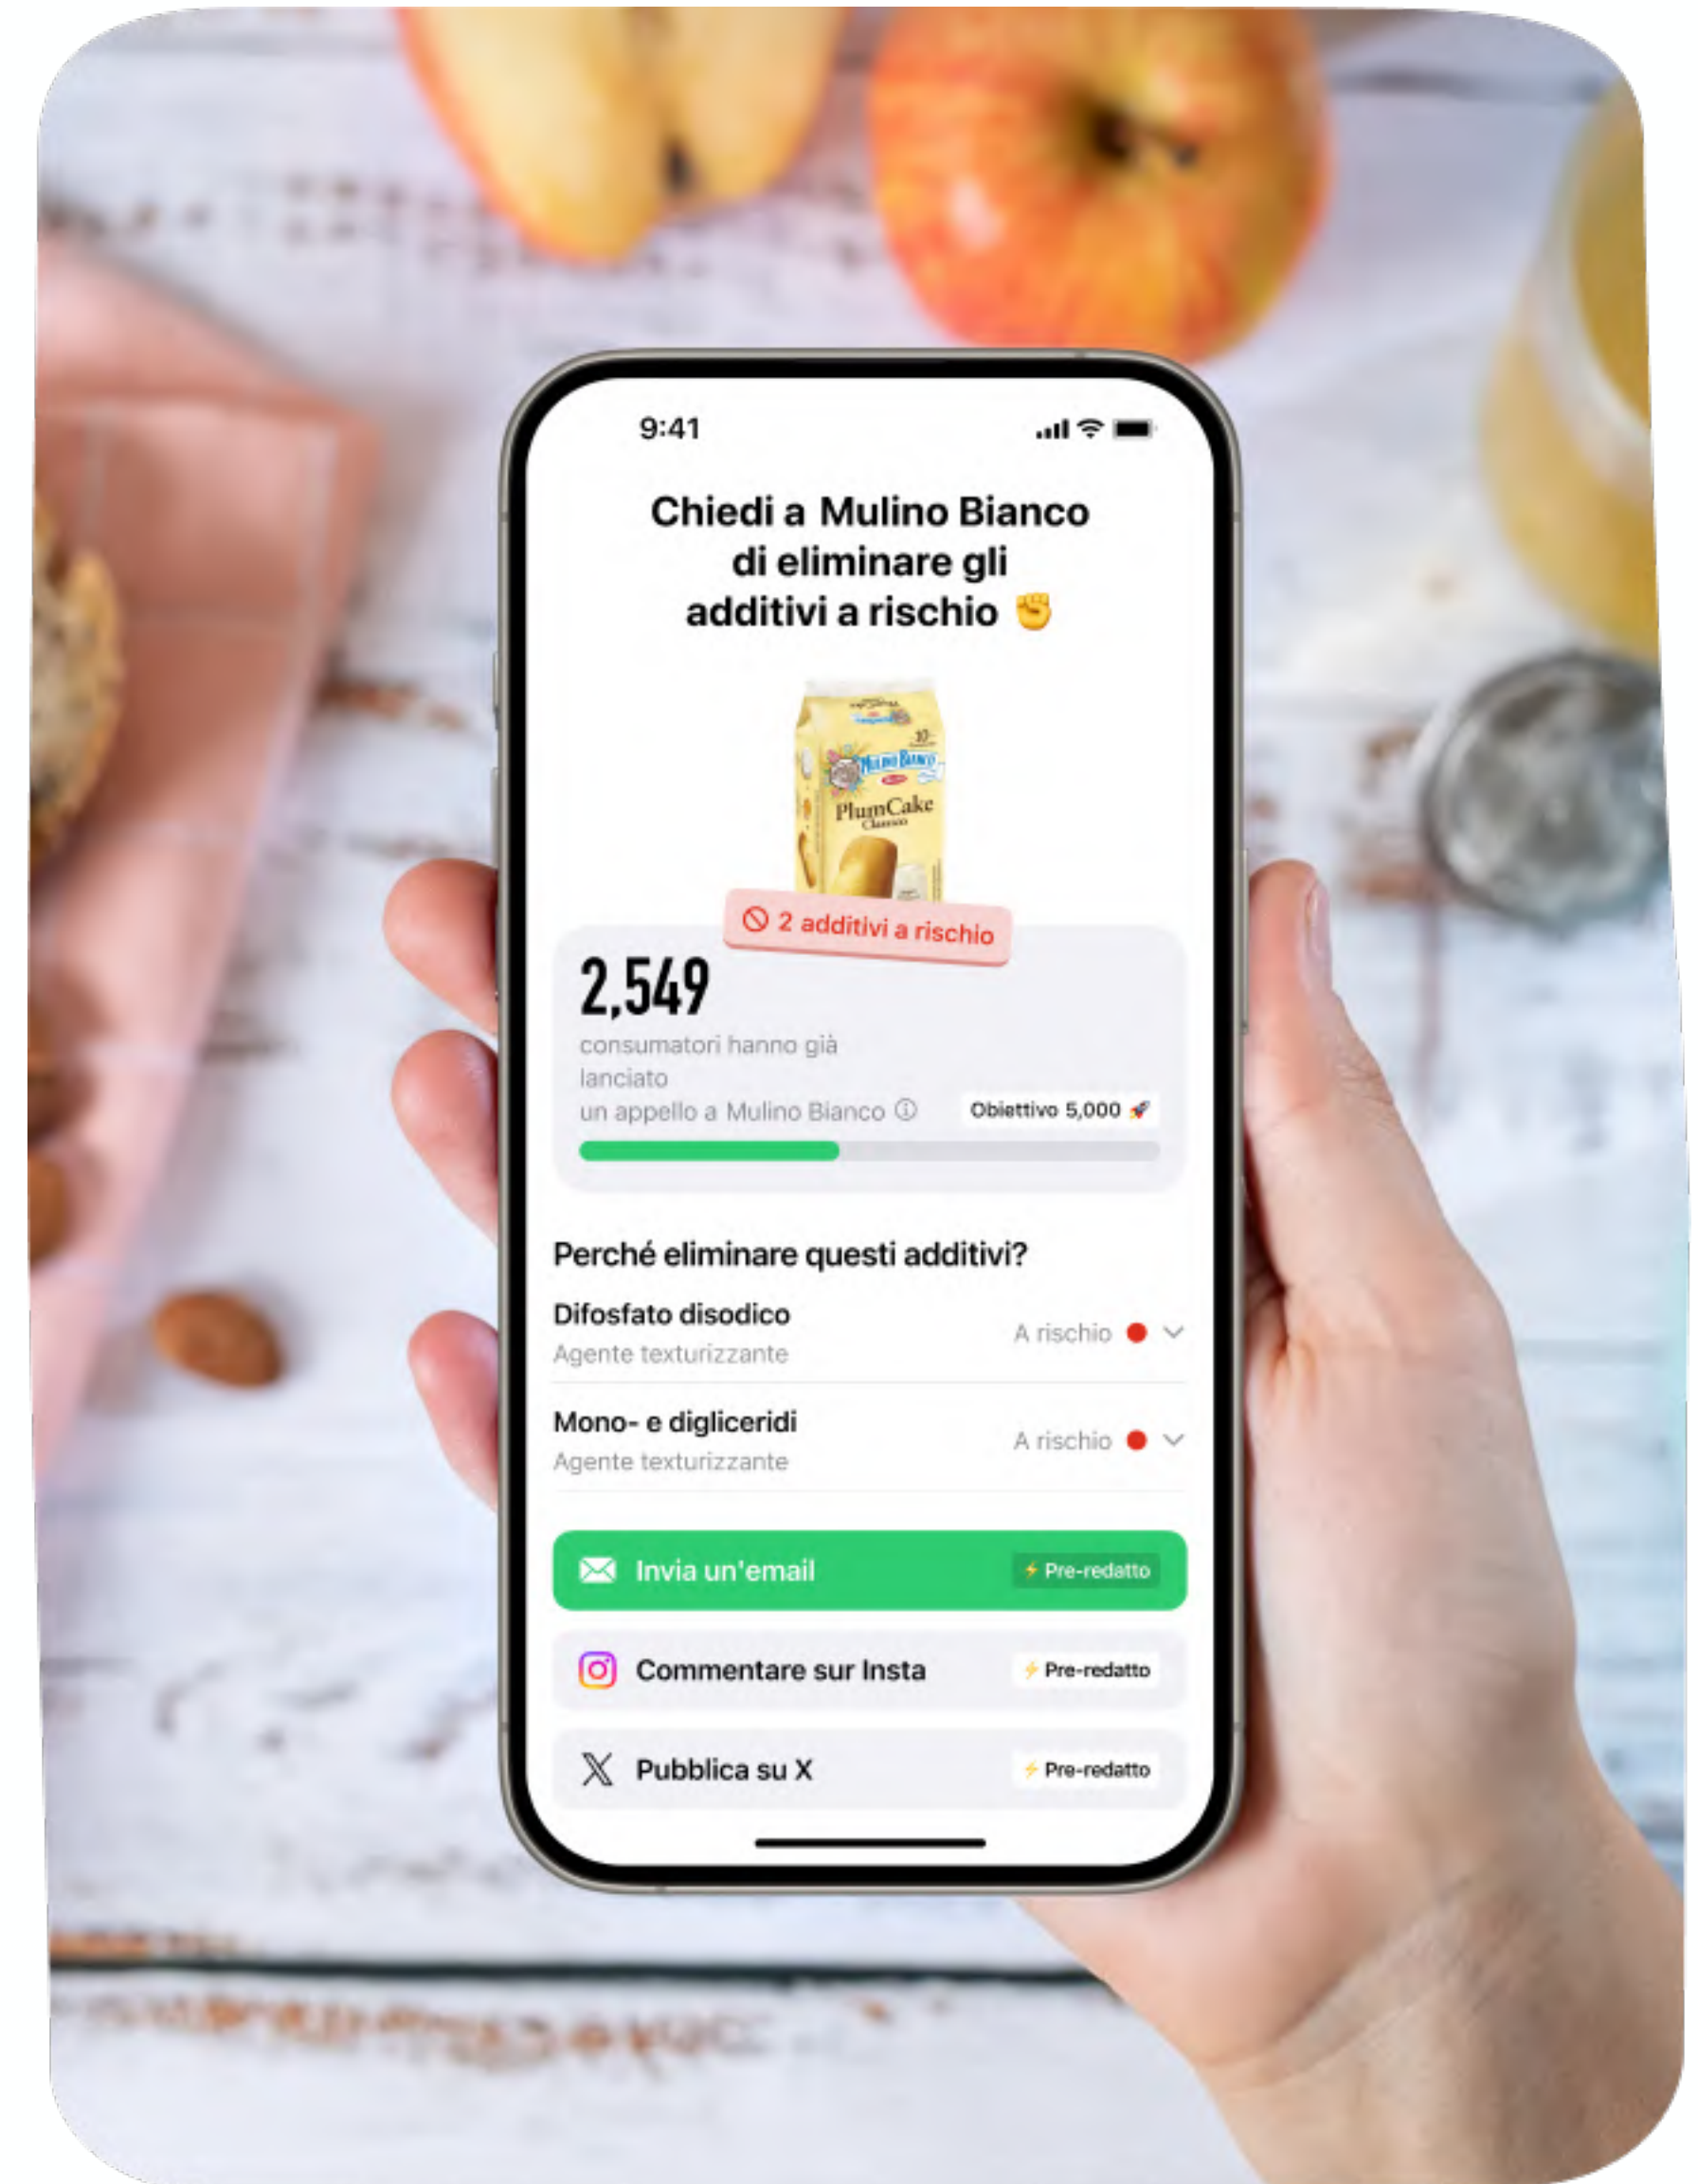 9:41
Chiedi a Mulino Bianco
di eliminare gli
additivi a rischio
10
Mulino Bianco
PlumCake
Classico
2 additivi a rischio
2,549
consumatori hanno già
lanciato
un appello a Mulino Bianco
Obiettivo 5,000
Perché eliminare questi additivi?
Difosfato disodico
Agente texturizzante
A rischio
Mono- e digliceridi
Agente texturizzante
A rischio
Invia un'email
Pre-redatto
Commentare sur Insta
Pre-redatto
Pubblica su X
Pre-redatto